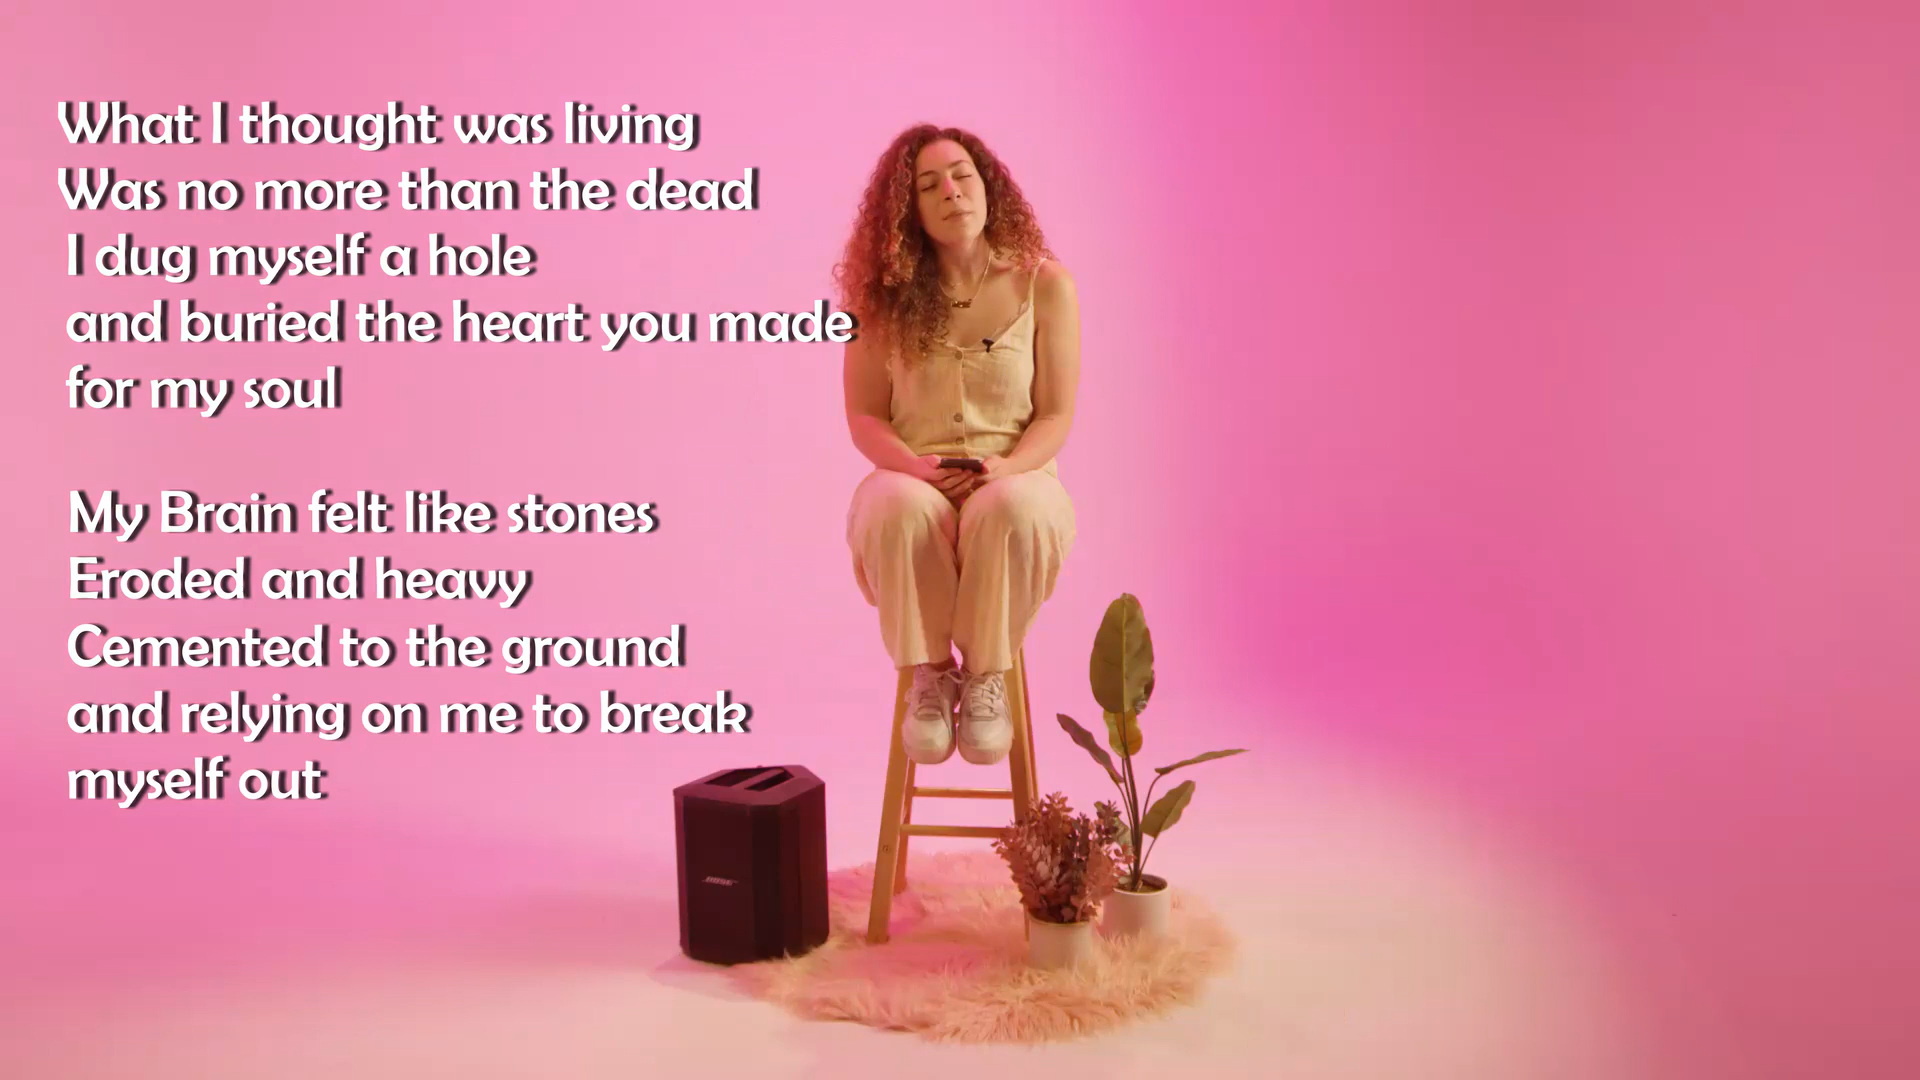 What I thought was living
Was no more than the dead
I dug myself a hole
and buried the heart you made
for my soul
My Brain felt like stones
Eroded and heavy
Cemented to the ground
and relying on me to break
myself out
BOSE